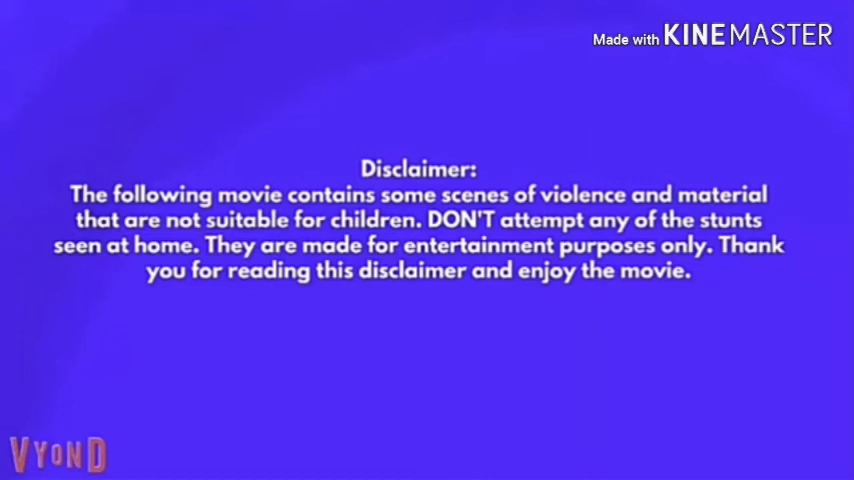 Made with KINEMASTER
Disclaimer:
The following movie contains some scenes of violence and material
that are not suitable for children. DON'T attempt any of the stunts
seen at home. They are made for entertainment purposes only. Thank
you for reading this disclaimer and enjoy the movie.
VYOND